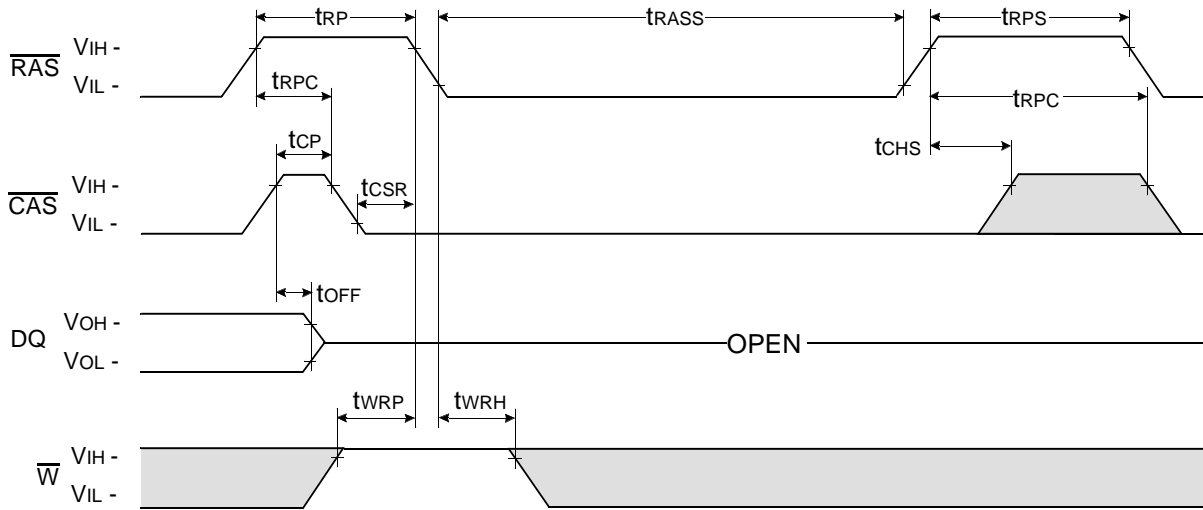 tRP
tRASS
tRPS
RAS
VIH -
VIL -
tRPC
tRPC
tCP
tCHS
CAS
VIH -
VIL -
tCSR
tOFF
DQ
VOH -
VOL -
OPEN
tWRP
tWRH
W
VIH -
VIL -